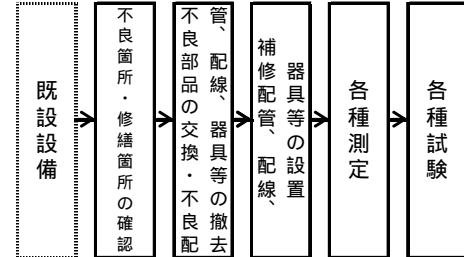 既設設備
不良箇所・修繕箇所の確認
不良部品の交換・不良配
管、配線、器具等の撤去
補修配管、配線、
器具等の設置
各種測定
各種試験